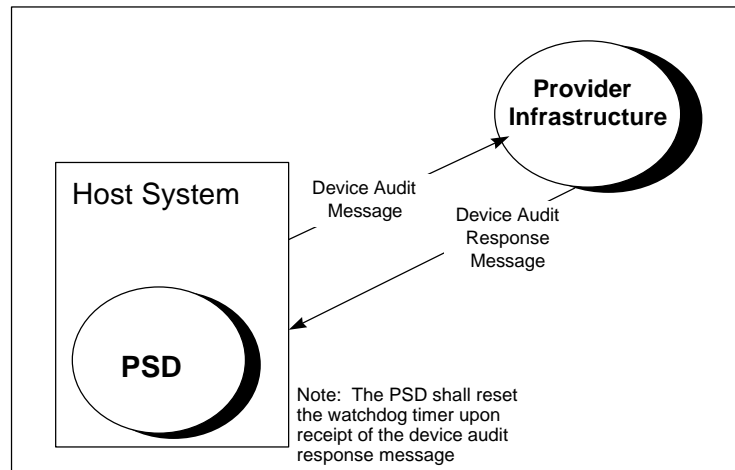 Provider
Infrastructure
Host System
Device Audit
Message
Device Audit
Response
Message
PSD
Note:  The PSD shall reset
the watchdog timer upon
receipt of the device audit
response message